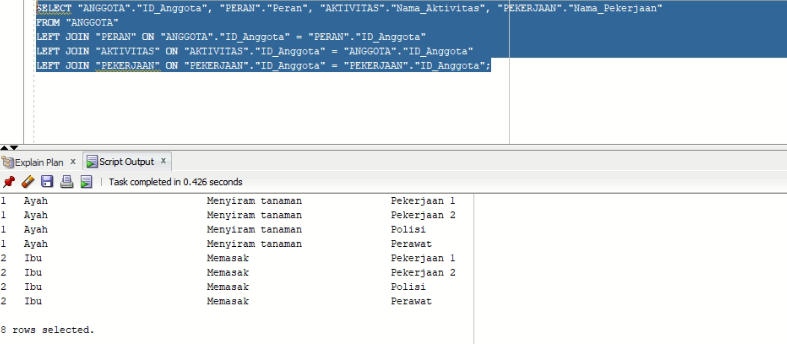 SELECT "ANGGOTA"."ID_Anggota", "PERAN"."Peran", "AKTIVITAS"."Nama_Aktivitas", "PEKERJAAN"."Nama_Pekerjaan"
FROM "ANGGOTA"
LEFT JOIN "PERAN" ON "ANGGOTA"."ID_Anggota" = "PERAN"."ID_Anggota"
LEFT JOIN "AKTIVITAS" ON "AKTIVITAS"."ID_Anggota" = "ANGGOTA"."ID_Anggota"
LEFT JOIN "PEKERJAAN" ON "PEKERJAAN"."ID_Anggota" = "PEKERJAAN"."ID_Anggota";
Explain Plan x Script Output x
Task completed in 0.426 seconds
1 Ayah Menyiram tanaman Pekerjaan 1
1 Ayah Menyiram tanaman Pekerjaan 2
1 Ayah Menyiram tanaman Polisi
1 Ayah Menyiram tanaman Perawat
2 Ibu Memasak Pekerjaan 1
2 Ibu Memasak Pekerjaan 2
2 Ibu Memasak Polisi
2 Ibu Memasak Perawat
8 rows selected.